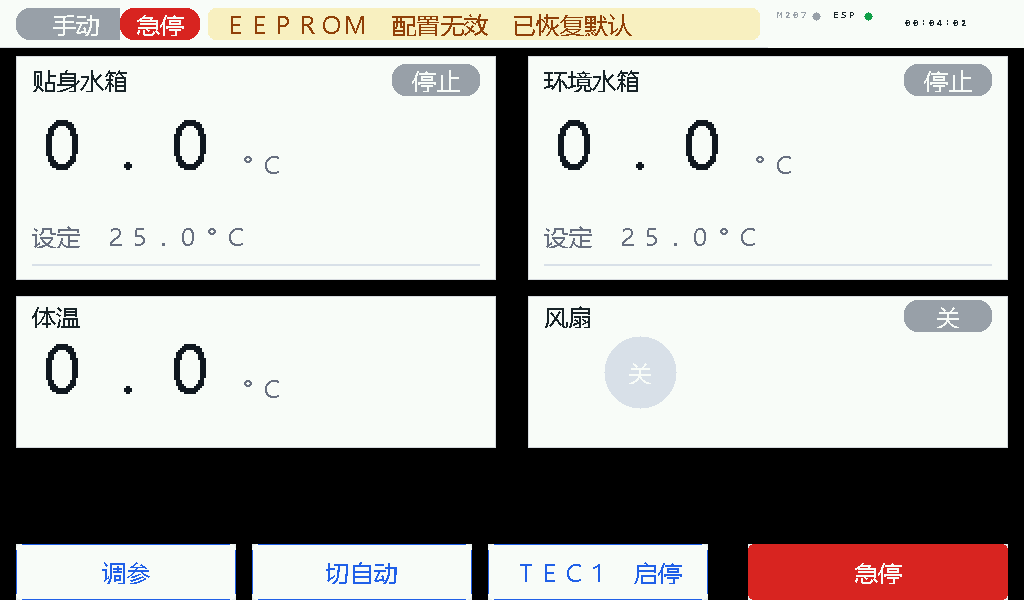 手动 急停 EEPROM 配置无效 已恢复默认 M207 ESP 00:04:02
贴身水箱 停止
0.0 °C
设定 25.0°C
环境水箱 停止
0.0 °C
设定 25.0°C
体温
0.0 °C
风扇 关
关
调参 切自动 TEC1 启停 急停